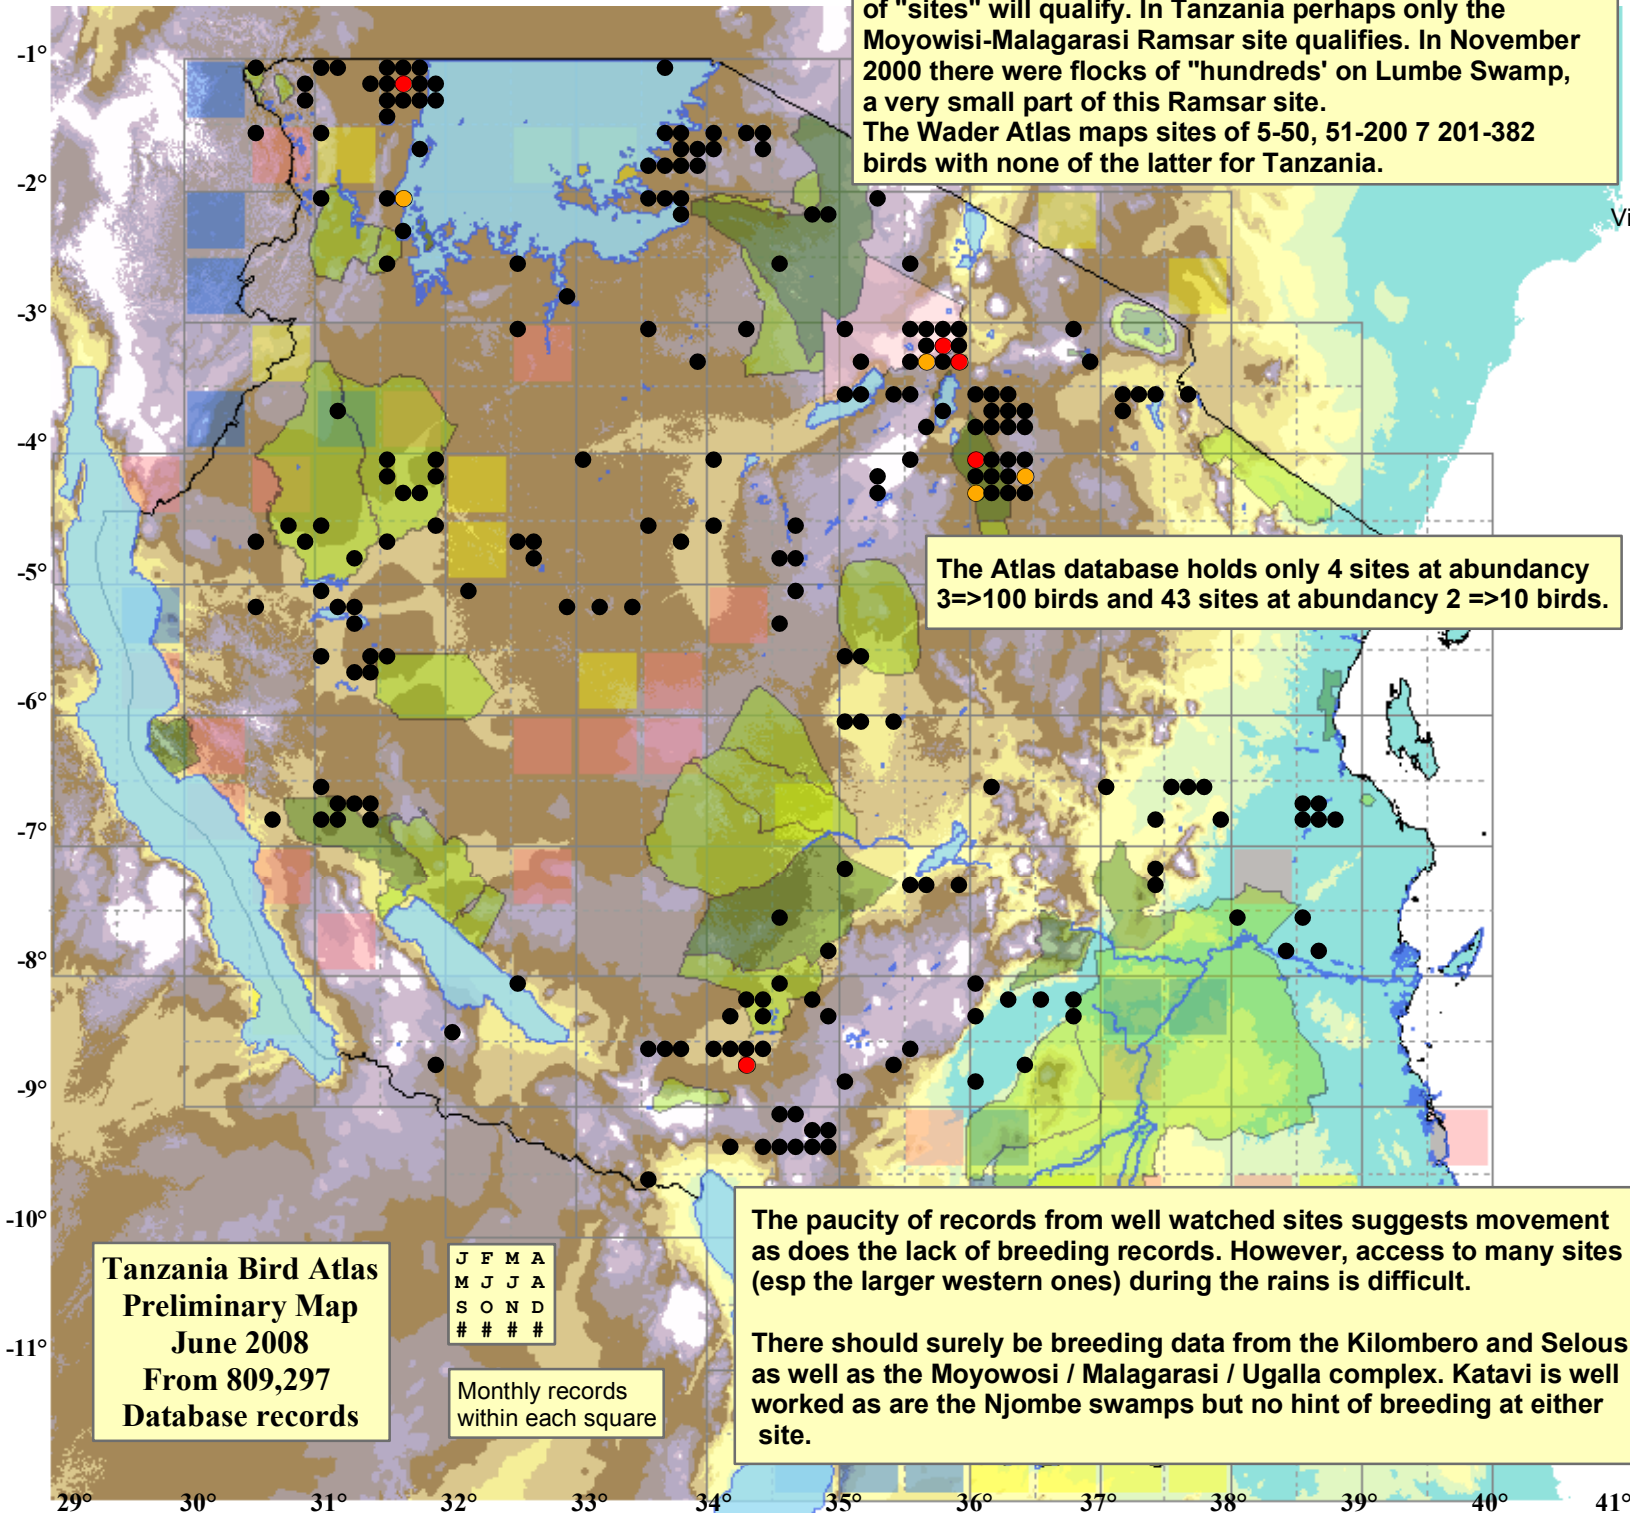 of "sites" will qualify. In Tanzania perhaps only the
Moyowisi-Malagarasi Ramsar site qualifies. In November
2000 there were flocks of "hundreds' on Lumbe Swamp,
a very small part of this Ramsar site.
The Wader Atlas maps sites of 5-50, 51-200 7 201-382
birds with none of the latter for Tanzania.
Vi
-1°
-2°
-3°
-4°
-5°
-6°
-7°
-8°
-9°
-10°
-11°
The Atlas database holds only 4 sites at abundance
3=>100 birds and 43 sites at abundance 2 =>10 birds.
The paucity of records from well watched sites suggests movement
as does the lack of breeding records. However, access to many sites
(esp the larger western ones) during the rains is difficult.
There should surely be breeding data from the Kilombero and Selous
as well as the Moyowosi / Malagarasi / Ugalla complex. Katavi is well
worked as are the Njombe swamps but no hint of breeding at either
site.
Tanzania Bird Atlas
Preliminary Map
June 2008
From 809,297
Database records
J F M A
M J J A
S O N D
# # # #
Monthly records
within each square
29° 30° 31° 32° 33° 34° 35° 36° 37° 38° 39° 40° 41°